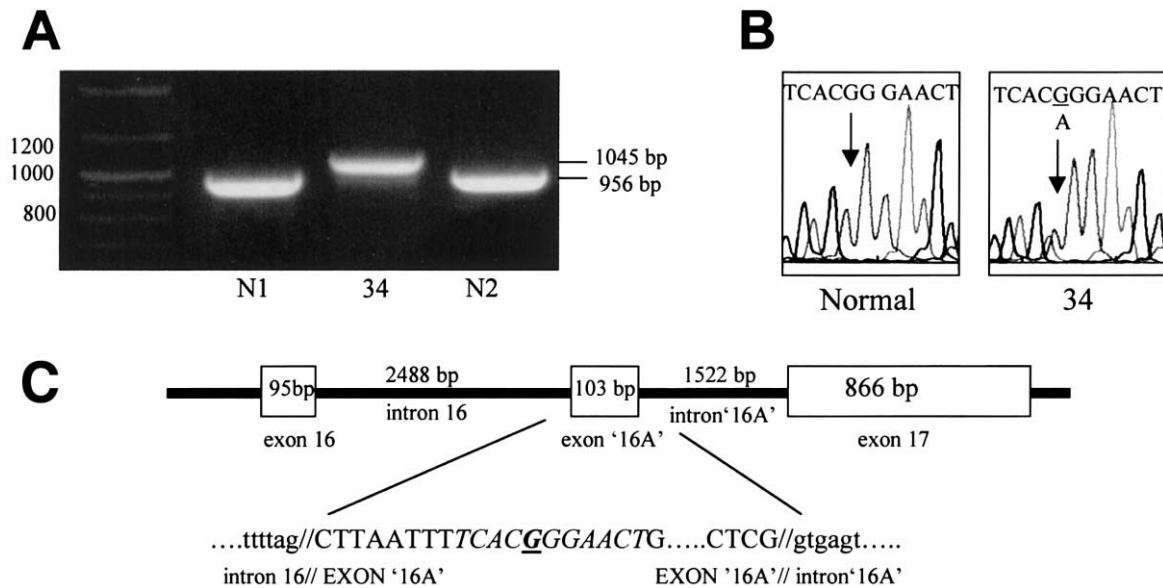 A
1200
1000
800
1045 bp
956 bp
N1 34 N2
B
TCACGG GAACT
TCACGGGAACT
A
Normal
34
C
95bp
2488 bp
103 bp
1522 bp
866 bp
intron 16
intron‘16A’
exon 16
exon ‘16A’
exon 17
....ttttag//CTTAATTTTCACGGGAACTG.....CTCG//gtgagt.....
intron 16// EXON ‘16A’
EXON '16A'// intron‘16A’